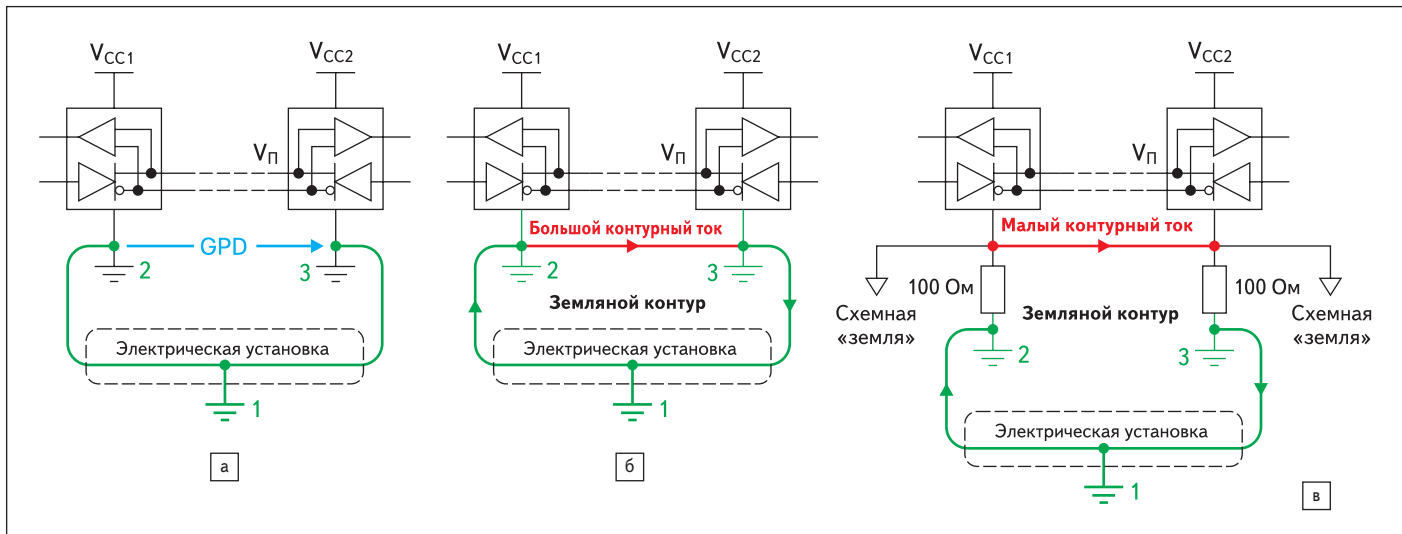 VCC1
VCC2
VП
GPD
2
3
Электрическая установка
1
а
VCC1
VCC2
VП
Большой контурный ток
2
3
Земляной контур
Электрическая установка
1
б
VCC1
VCC2
VП
Малый контурный ток
100 Ом
100 Ом
Схемная
«земля»
Земляной контур
Схемная
«земля»
2
3
Электрическая установка
1
в